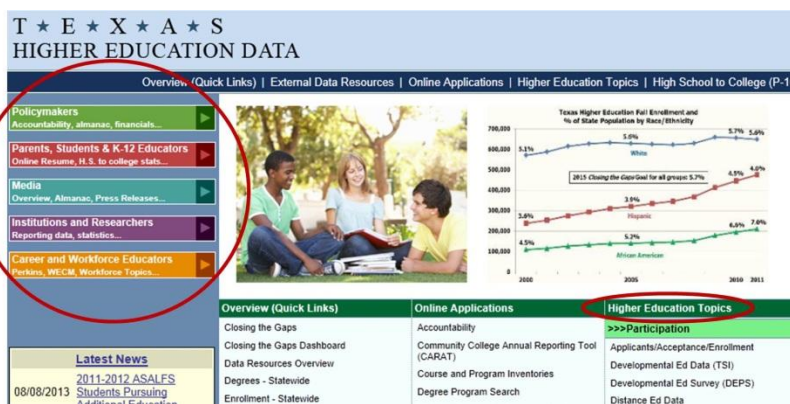 T ★ E ★ X ★ A ★ S
HIGHER EDUCATION DATA
Overview (Quick Links) | External Data Resources | Online Applications | Higher Education Topics | High School to College (P-1
Policymakers
Accountability, almanac, financials...
Parents, Students & K-12 Educators
Online Resume, H.S. to college stats...
Media
Overview, Almanac, Press Releases...
Institutions and Researchers
Reporting data, statistics...
Career and Workforce Educators
Perkins, WECM, Workforce Topics...
Latest News
08/08/2013
2011-2012 ASALFS
Students Pursuing
Additional Education
Texas Higher Education Fall Enrollment and
% of State Population by Race/Ethnicity
700,000
600,000
500,000
400,000
300,000
200,000
100,000
0
5.1%
5.6%
5.7%
5.6%
White
2015 Closing the Gaps Goal for all groups: 5.7%
4.5%
4.0%
3.6%
3.9%
Hispanic
6.6%
7.0%
4.5%
5.2%
African American
2000
2005
2010
2011
Overview (Quick Links)
Closing the Gaps
Closing the Gaps Dashboard
Data Resources Overview
Degrees - Statewide
Enrollment - Statewide
Online Applications
Accountability
Community College Annual Reporting Tool
(CARAT)
Course and Program Inventories
Degree Program Search
Higher Education Topics
>>>Participation
Applicants/Acceptance/Enrollment
Developmental Ed Data (TSI)
Developmental Ed Survey (DEPS)
Distance Ed Data